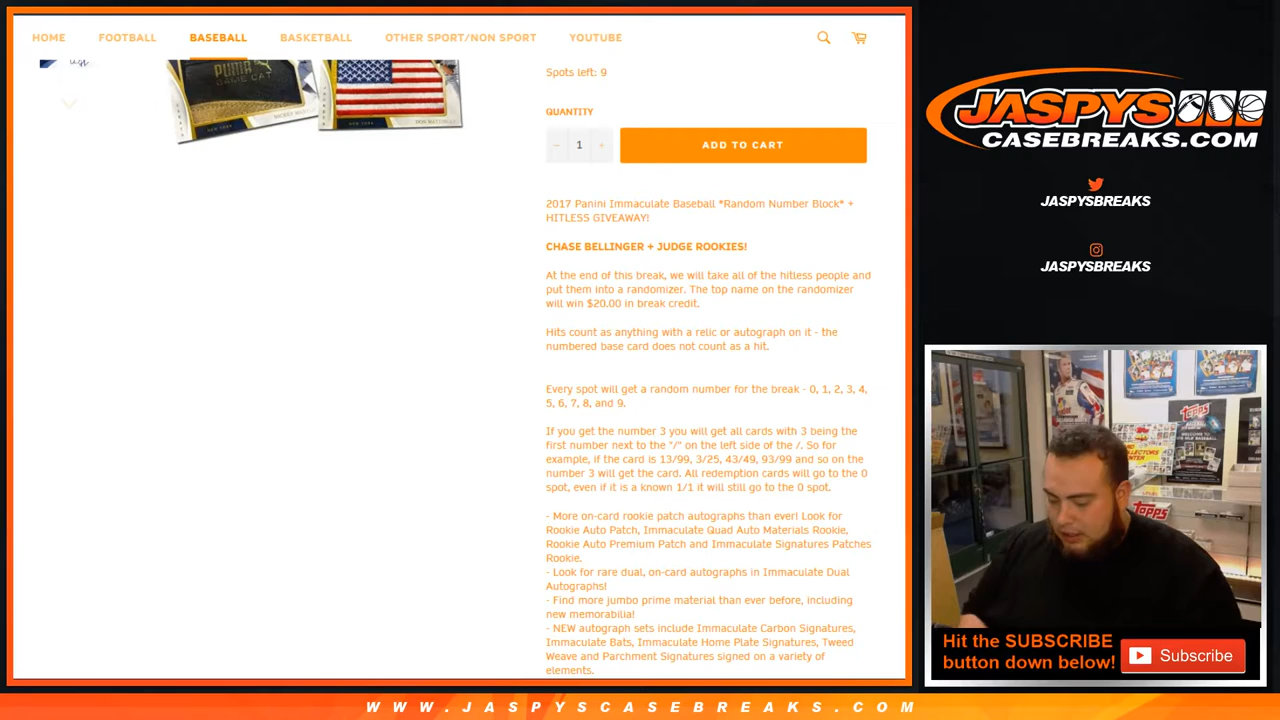 HOME FOOTBALL BASEBALL BASKETBALL OTHER SPORT/NON SPORT YOUTUBE
PUMA
GAME CAT
Spots left: 9
QUANTITY
− 1 +
ADD TO CART
2017 Panini Immaculate Baseball *Random Number Block* +
HITLESS GIVEAWAY!
CHASE BELLINGER + JUDGE ROOKIES!
At the end of this break, we will take all of the hitless people and
put them into a randomizer. The top name on the randomizer
will win $20.00 in break credit.
Hits count as anything with a relic or autograph on it - the
numbered base card does not count as a hit.
Every spot will get a random number for the break - 0, 1, 2, 3, 4,
5, 6, 7, 8, and 9.
If you get the number 3 you will get all cards with 3 being the
first number next to the "/" on the left side of the /. So for
example, if the card is 13/99, 3/25, 43/49, 93/99 and so on the
number 3 will get the card. All redemption cards will go to the 0
spot, even if it is a known 1/1 it will still go to the 0 spot.
- More on-card rookie patch autographs than ever! Look for
Rookie Auto Patch, Immaculate Quad Auto Materials Rookie,
Rookie Auto Premium Patch and Immaculate Signatures Patches
Rookie.
- Look for rare dual, on-card autographs in Immaculate Dual
Autographs!
- Find more jumbo prime material than ever before, including
new memorabilia!
- NEW autograph sets include Immaculate Carbon Signatures,
Immaculate Bats, Immaculate Home Plate Signatures, Tweed
Weave and Parchment Signatures signed on a variety of
elements.
JASPYS
CASEBREAKS.COM
JASPYSBREAKS
JASPYSBREAKS
topps
Topps
Hit the SUBSCRIBE
button down below!
Subscribe
WWW.JASPYSCASEBREAKS.COM